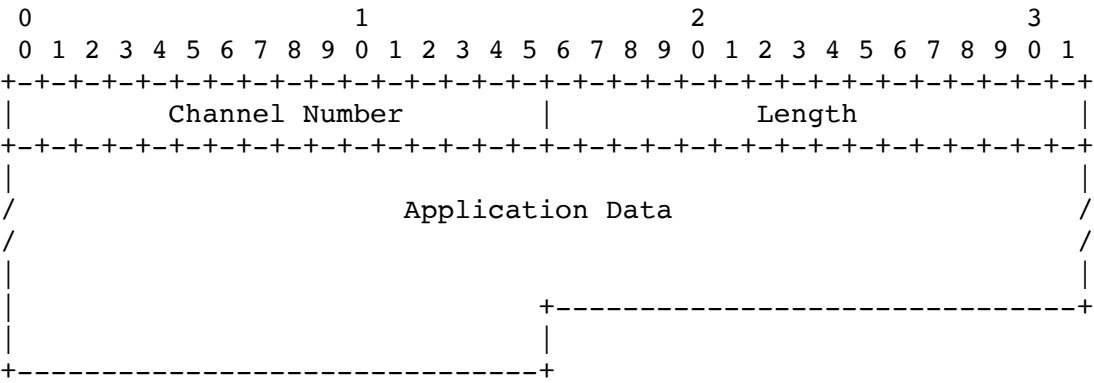 0                   1                   2                   3
 0 1 2 3 4 5 6 7 8 9 0 1 2 3 4 5 6 7 8 9 0 1 2 3 4 5 6 7 8 9 0 1
+-+-+-+-+-+-+-+-+-+-+-+-+-+-+-+-+-+-+-+-+-+-+-+-+-+-+-+-+-+-+-+-+
|         Channel Number        |            Length             |
+-+-+-+-+-+-+-+-+-+-+-+-+-+-+-+-+-+-+-+-+-+-+-+-+-+-+-+-+-+-+-+-+
|                                                               |
/                       Application Data                        /
/                                                               /
|                                                               |
|                               +-------------------------------+
|                               |
+-------------------------------+